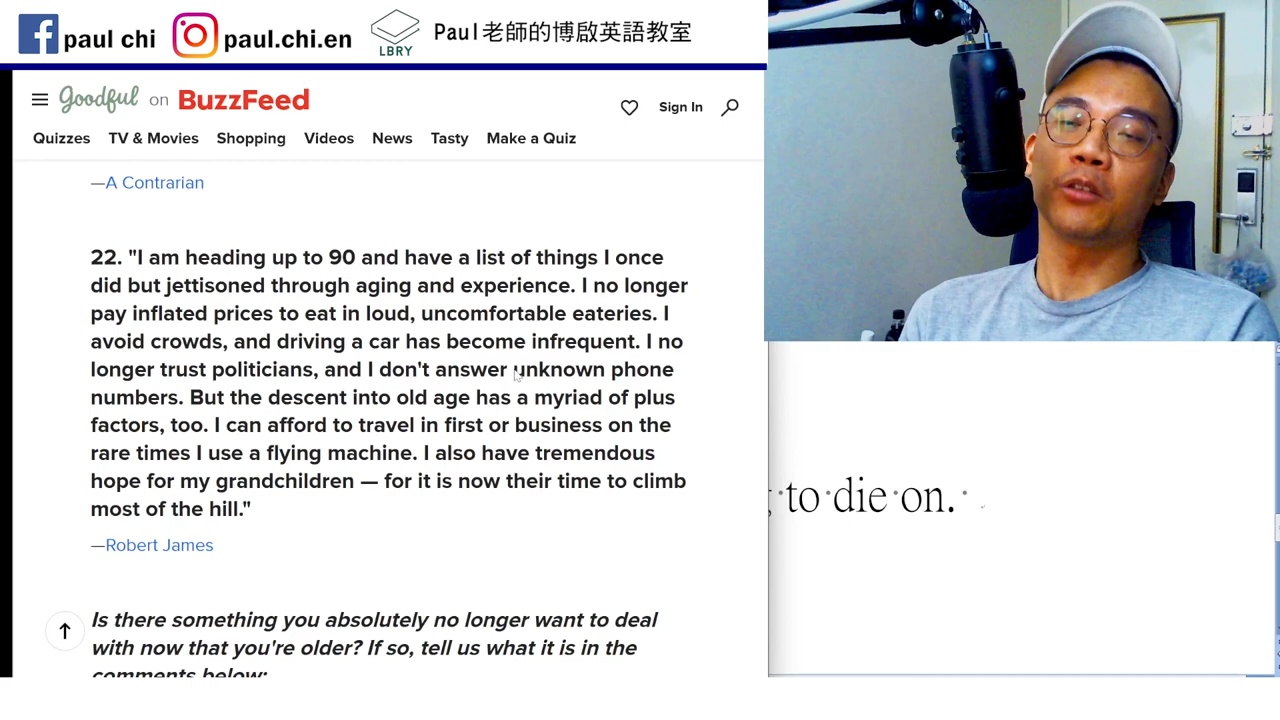 paul chi paul.chi.en LBRY Paul老師的博啟英語教室
Goodful on BuzzFeed
Sign In
Quizzes TV & Movies Shopping Videos News Tasty Make a Quiz
—A Contrarian
22. "I am heading up to 90 and have a list of things I once
did but jettisoned through aging and experience. I no longer
pay inflated prices to eat in loud, uncomfortable eateries. I
avoid crowds, and driving a car has become infrequent. I no
longer trust politicians, and I don't answer unknown phone
numbers. But the descent into old age has a myriad of plus
factors, too. I can afford to travel in first or business on the
rare times I use a flying machine. I also have tremendous
hope for my grandchildren — for it is now their time to climb
most of the hill."
—Robert James
Is there something you absolutely no longer want to deal
with now that you're older? If so, tell us what it is in the
comments below:
to die on.